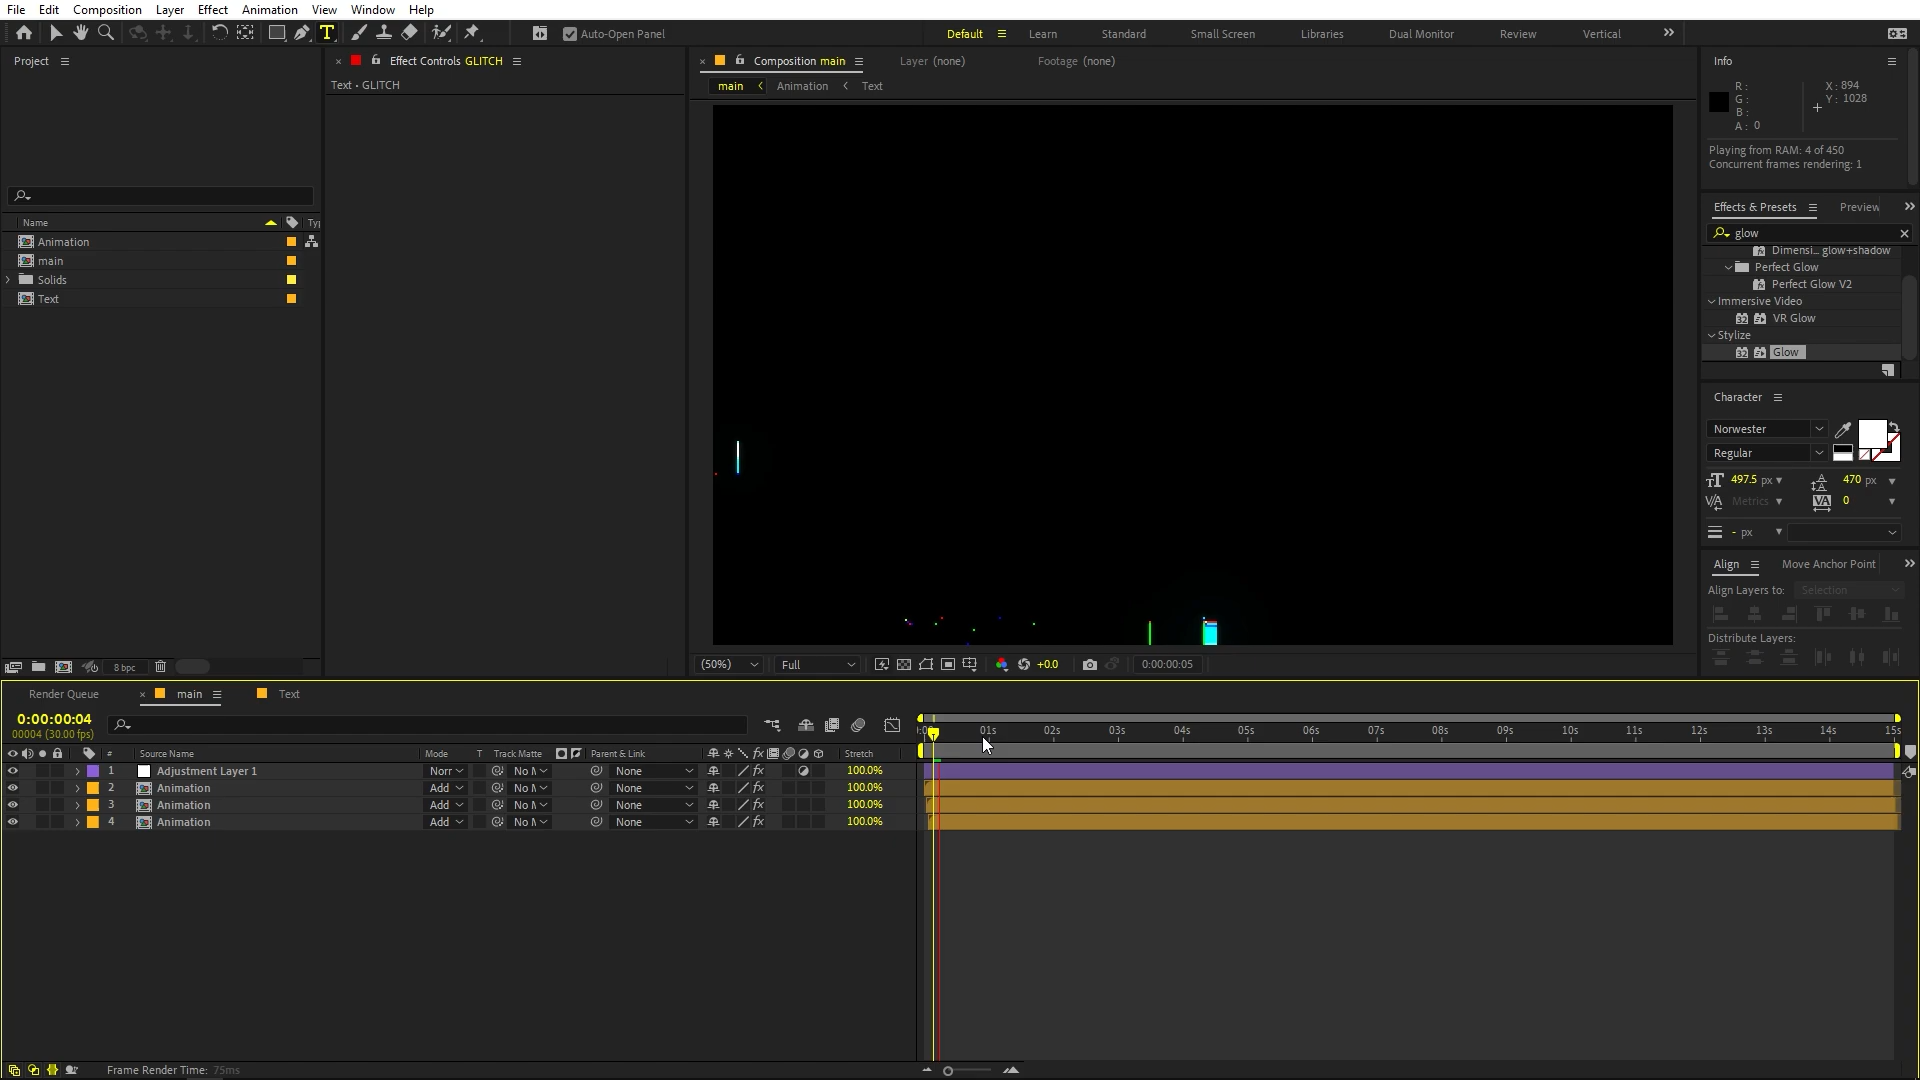 File Edit Composition Layer Effect Animation View Window Help
Auto-Open Panel
Default Learn Standard Small Screen Libraries Dual Monitor Review Vertical
Project
Effect Controls GLITCH
Text • GLITCH
Composition main
Layer (none)
Footage (none)
main Animation Text
Info
R :
G :
B :
A : 0
X : 894
Y : 1028
Playing from RAM: 4 of 450
Concurrent frames rendering: 1
Effects & Presets Preview
glow
Dimensi... glow+shadow
Perfect Glow
Perfect Glow V2
Immersive Video
VR Glow
Stylize
Glow
Name
Animation
main
Solids
Text
Character
Norwester
Regular
497.5 px
470 px
Metrics
0
- px
Align Move Anchor Point
Align Layers to: Selection
Distribute Layers:
8 bpc
(50%) Full +0.0 0:00:00:05
Render Queue main Text
0:00:00:04
00004 (30.00 fps)
01s 02s 03s 04s 05s 06s 07s 08s 09s 10s 11s 12s 13s 14s 15s
# Source Name Mode T Track Matte Parent & Link Stretch
1 Adjustment Layer 1 Norr None 100.0%
2 Animation Add None 100.0%
3 Animation Add None 100.0%
4 Animation Add None 100.0%
Frame Render Time: 75ms